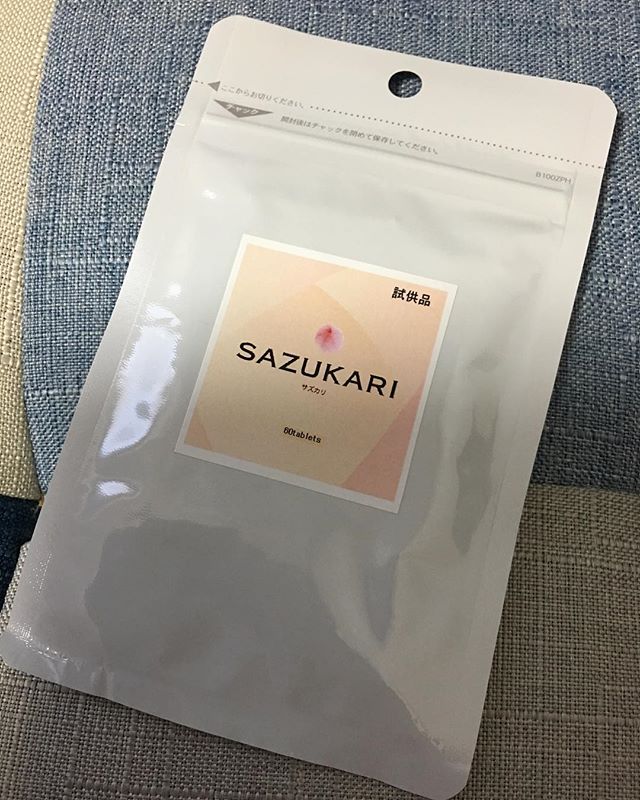 ここからお切りください。
チャック
開封後はチャックを閉めて保存してください。
B100ZPH
試供品
SAZUKARI
サズカリ
60tablets